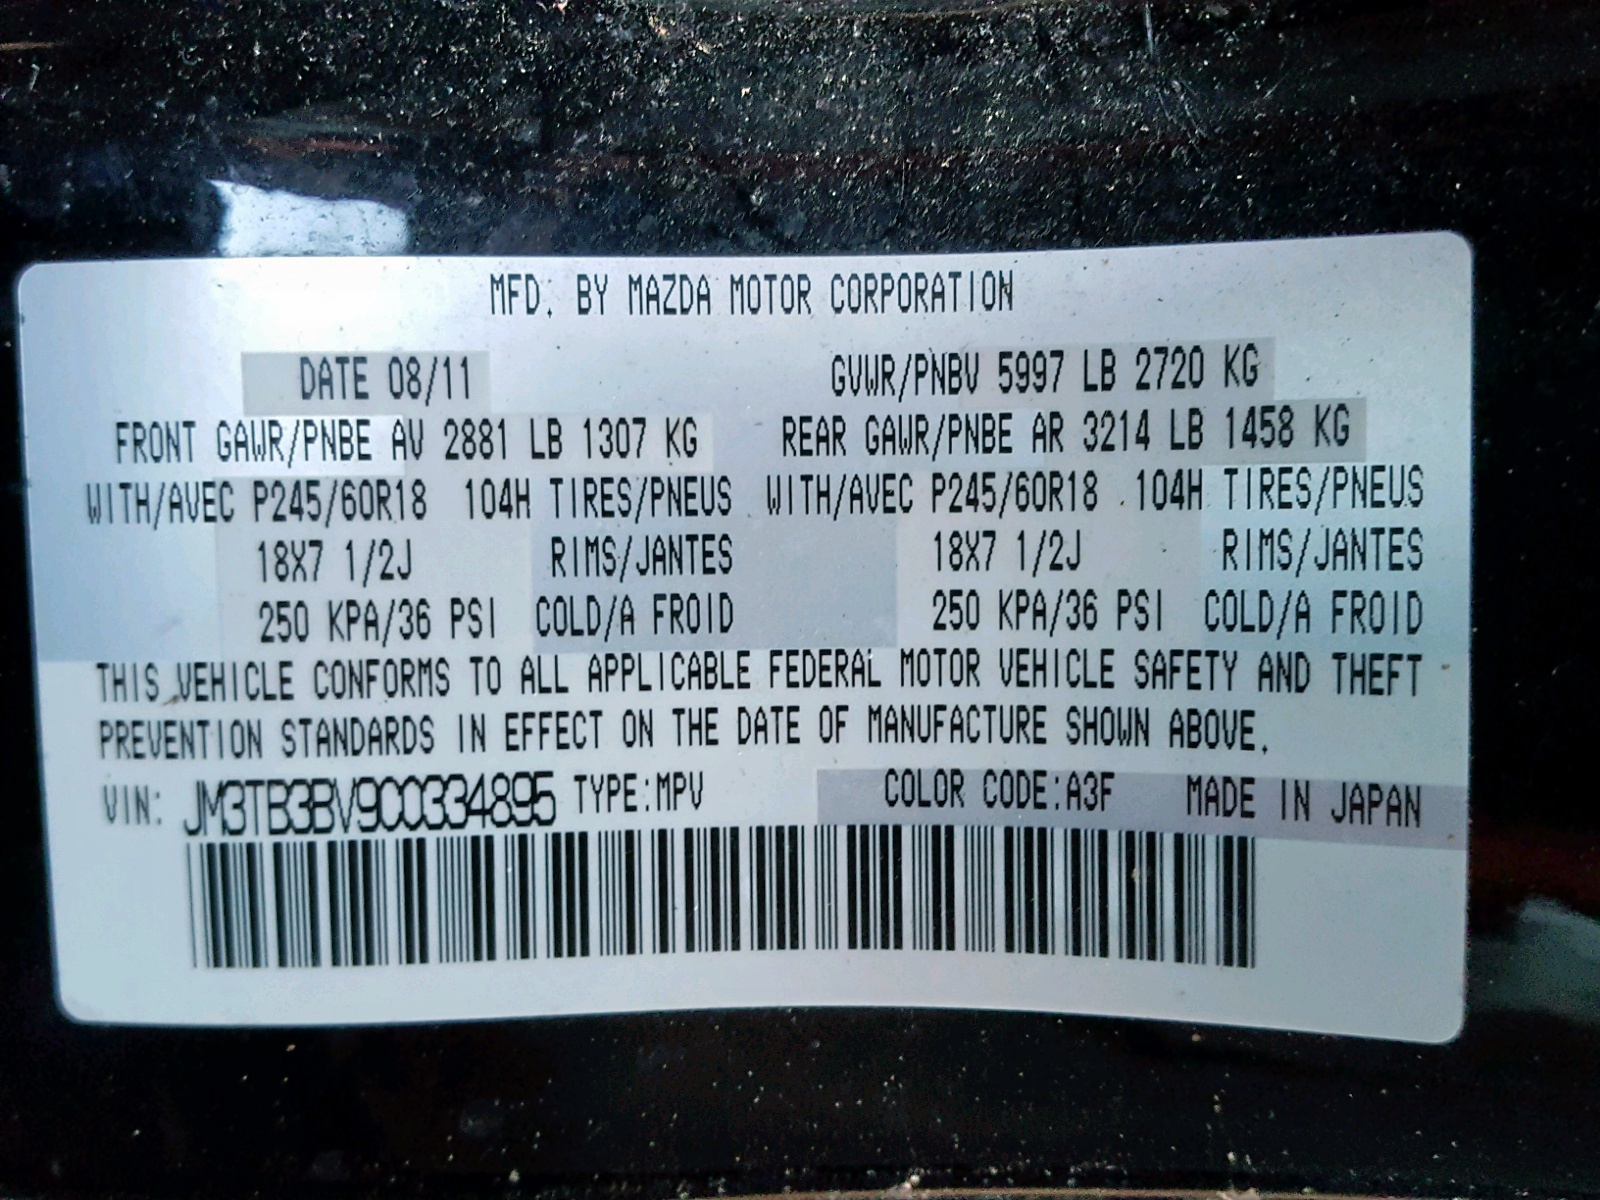 MFD. BY MAZDA MOTOR CORPORATION
DATE 08/11 GVWR/PNBV 5997 LB 2720 KG
FRONT GAWR/PNBE AV 2881 LB 1307 KG REAR GAWR/PNBE AR 3214 LB 1458 KG
WITH/AVEC P245/60R18 104H TIRES/PNEUS WITH/AVEC P245/60R18 104H TIRES/PNEUS
18X7 1/2J RIMS/JANTES 18X7 1/2J RIMS/JANTES
250 KPA/36 PSI COLD/A FROID 250 KPA/36 PSI COLD/A FROID
THIS VEHICLE CONFORMS TO ALL APPLICABLE FEDERAL MOTOR VEHICLE SAFETY AND THEFT
PREVENTION STANDARDS IN EFFECT ON THE DATE OF MANUFACTURE SHOWN ABOVE.
VIN: JM3TB3BV9C0334895 TYPE:MPV COLOR CODE:A3F MADE IN JAPAN